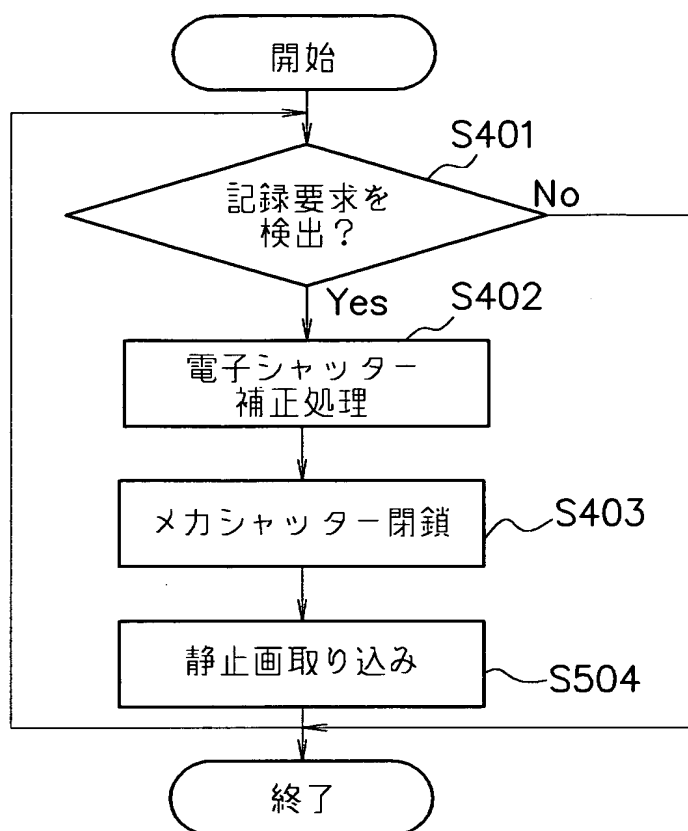 開始
S401
記録要求を
検出？
No
Yes
S402
電子シャッター
補正処理
メカシャッター閉鎖
S403
静止画取り込み
S504
終了